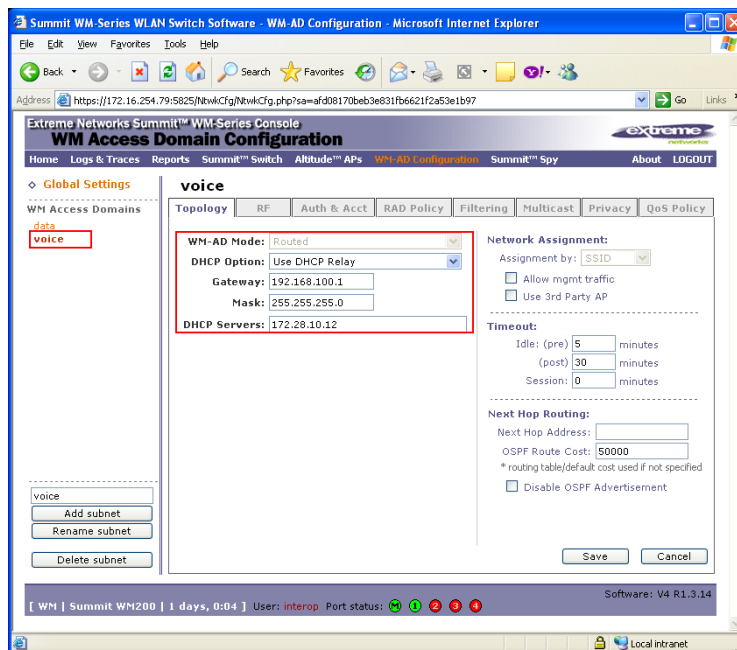 Summit WM-Series WLAN Switch Software - WM-AD Configuration - Microsoft Internet Explorer
File Edit View Favorites Tools Help
Back Search Favorites
Address https://172.16.254.79:5825/NtwkCfg/NtwkCfg.php?sa=afd08170beb3e831fb6621f2a53e1b97 Go Links
Extreme Networks Summit™ WM-Series Console
WM Access Domain Configuration
extreme networks
Home Logs & Traces Reports Summit™ Switch Altitude™ APs WM-AD Configuration Summit™ Spy About LOGOUT
Global Settings
WM Access Domains
data
voice
voice
Topology RF Auth & Acct RAD Policy Filtering Multicast Privacy QoS Policy
WM-AD Mode: Routed
DHCP Option: Use DHCP Relay
Gateway: 192.168.100.1
Mask: 255.255.255.0
DHCP Servers: 172.28.10.12
Network Assignment:
Assignment by: SSID
Allow mgmt traffic
Use 3rd Party AP
Timeout:
Idle: (pre) 5 minutes
(post) 30 minutes
Session: 0 minutes
Next Hop Routing:
Next Hop Address:
OSPF Route Cost: 50000
* routing table/default cost used if not specified
Disable OSPF Advertisement
voice
Add subnet
Rename subnet
Delete subnet
Save Cancel
[ WM | Summit WM200 | 1 days, 0:04 ] User: interop Port status: M 1 2 3 4
Software: V4 R1.3.14
Local intranet